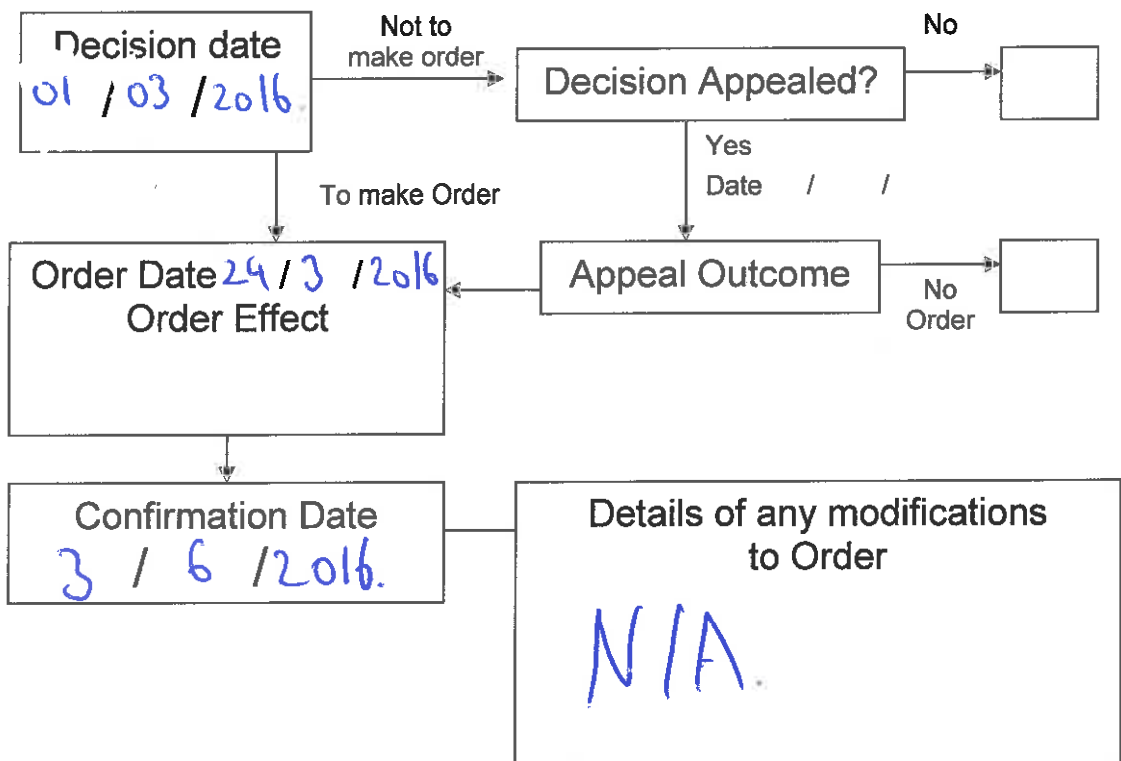 Decision date
01 / 03 / 2016.
Not to
make order
Decision Appealed?
No
Yes
Date / /
To make Order
Order Date 24 / 3 / 2016
Order Effect
Appeal Outcome
No
Order
Confirmation Date
3 / 6 / 2016.
Details of any modifications
to Order
N/A.